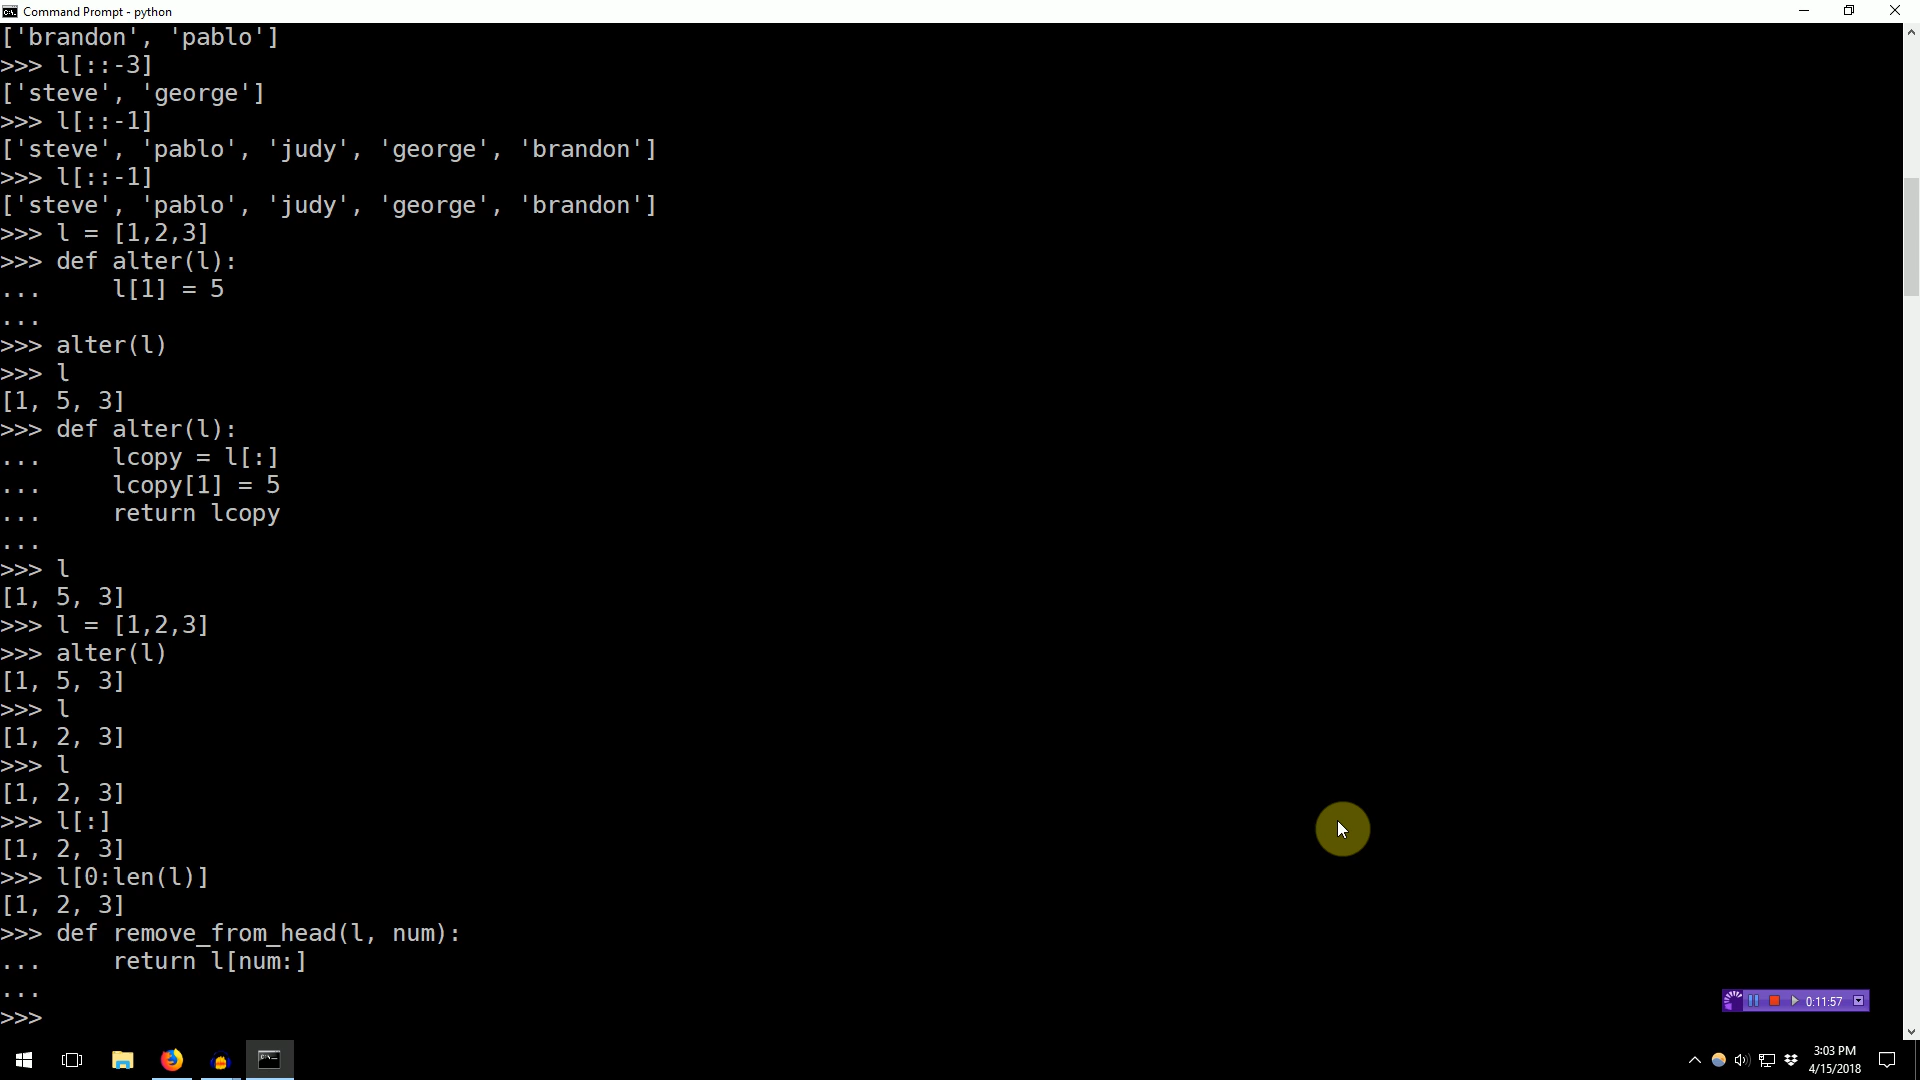 Command Prompt - python
['brandon', 'pablo']
>>> l[::-3]
['steve', 'george']
>>> l[::-1]
['steve', 'pablo', 'judy', 'george', 'brandon']
>>> l[::-1]
['steve', 'pablo', 'judy', 'george', 'brandon']
>>> l = [1,2,3]
>>> def alter(l):
...     l[1] = 5
...
>>> alter(l)
>>> l
[1, 5, 3]
>>> def alter(l):
...     lcopy = l[:]
...     lcopy[1] = 5
...     return lcopy
...
>>> l
[1, 5, 3]
>>> l = [1,2,3]
>>> alter(l)
[1, 5, 3]
>>> l
[1, 2, 3]
>>> l
[1, 2, 3]
>>> l[:]
[1, 2, 3]
>>> l[0:len(l)]
[1, 2, 3]
>>> def remove_from_head(l, num):
...     return l[num:]
...
>>>
0:11:57
3:03 PM
4/15/2018